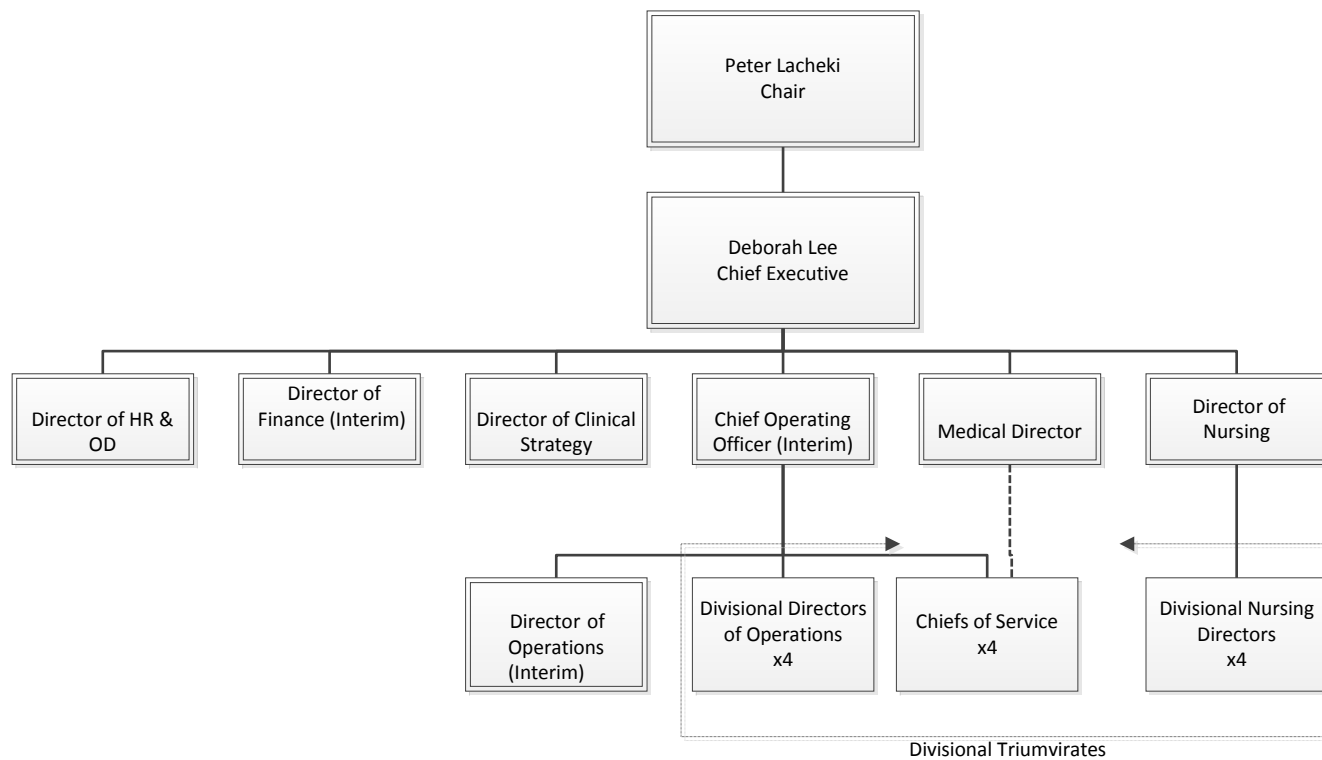 Peter Lacheki
Chair
Deborah Lee
Chief Executive
Director of HR &
OD
Director of
Finance (Interim)
Director of Clinical
Strategy
Chief Operating
Officer (Interim)
Medical Director
Director of
Nursing
Director of
Operations
(Interim)
Divisional Directors
of Operations
x4
Chiefs of Service
x4
Divisional Nursing
Directors
x4
Divisional Triumvirates